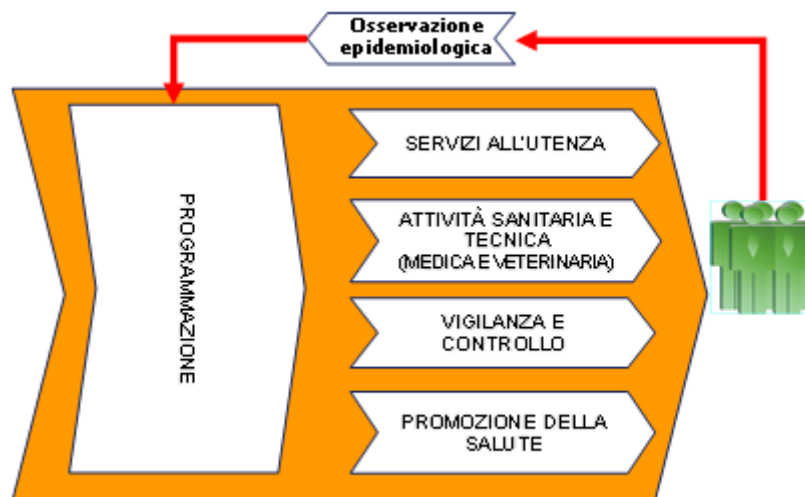 Osservazione
epidemiologica
PROGRAMMAZIONE
SERVIZI ALL'UTENZA
ATTIVITÀ SANITARIA E
TECNICA
(MEDICA E VETERINARIA)
VIGILANZA E
CONTROLLO
PROMOZIONE DELLA
SALUTE